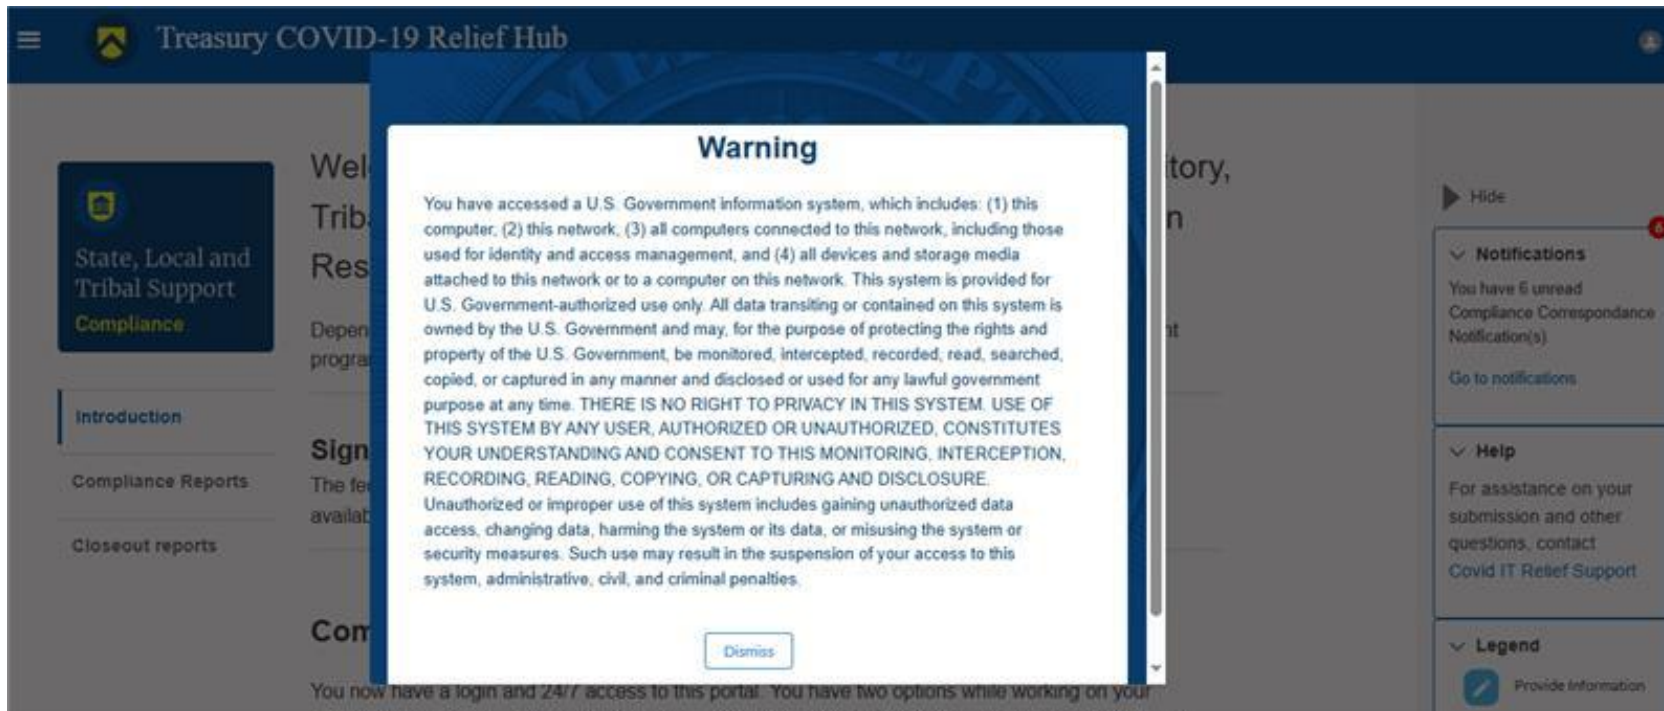 Treasury COVID-19 Relief Hub
State, Local and
Tribal Support
Compliance
Introduction
Compliance Reports
Closeout reports
Wel
Trib
Res
Depen
progra
Sign
The fe
availab
Com
You now have a login and 24/7 access to this portal. You have two options while working on your
itory,
n
nt
Warning
You have accessed a U.S. Government information system, which includes: (1) this
computer, (2) this network, (3) all computers connected to this network, including those
used for identity and access management, and (4) all devices and storage media
attached to this network or to a computer on this network. This system is provided for
U.S. Government-authorized use only. All data transiting or contained on this system is
owned by the U.S. Government and may, for the purpose of protecting the rights and
property of the U.S. Government, be monitored, intercepted, recorded, read, searched,
copied, or captured in any manner and disclosed or used for any lawful government
purpose at any time. THERE IS NO RIGHT TO PRIVACY IN THIS SYSTEM. USE OF
THIS SYSTEM BY ANY USER, AUTHORIZED OR UNAUTHORIZED, CONSTITUTES
YOUR UNDERSTANDING AND CONSENT TO THIS MONITORING, INTERCEPTION,
RECORDING, READING, COPYING, OR CAPTURING AND DISCLOSURE.
Unauthorized or improper use of this system includes gaining unauthorized data
access, changing data, harming the system or its data, or misusing the system or
security measures. Such use may result in the suspension of your access to this
system, administrative, civil, and criminal penalties.
Dismiss
Hide
6
Notifications
You have 6 unread
Compliance Correspondance
Notification(s)
Go to notifications
Help
For assistance on your
submission and other
questions, contact
Covid IT Relief Support
Legend
Provide Information